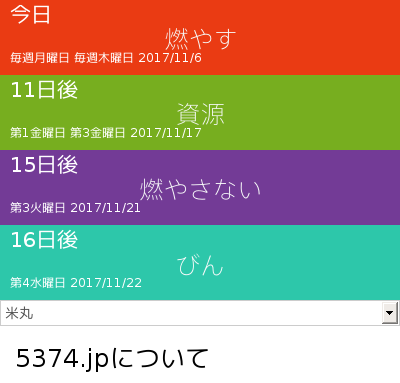 今日
燃やす
毎週月曜日 毎週木曜日 2017/11/6
11日後
資源
第1金曜日 第3金曜日 2017/11/17
15日後
燃やさない
第3火曜日 2017/11/21
16日後
びん
第4水曜日 2017/11/22
米丸
5374.jpについて